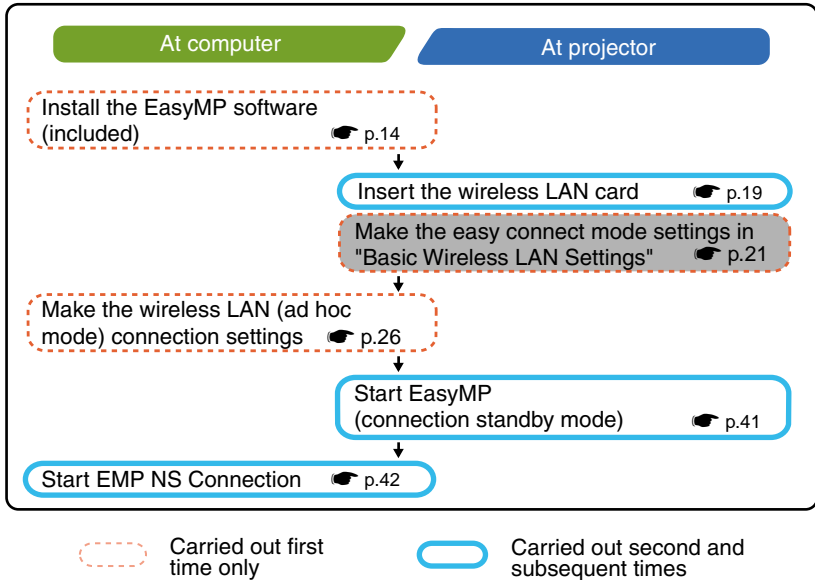 At computer
At projector
Install the EasyMP software
(included) p.14
Insert the wireless LAN card p.19
Make the easy connect mode settings in
"Basic Wireless LAN Settings" p.21
Make the wireless LAN (ad hoc
mode) connection settings p.26
Start EasyMP
(connection standby mode) p.41
Start EMP NS Connection p.42
Carried out first
time only
Carried out second and
subsequent times